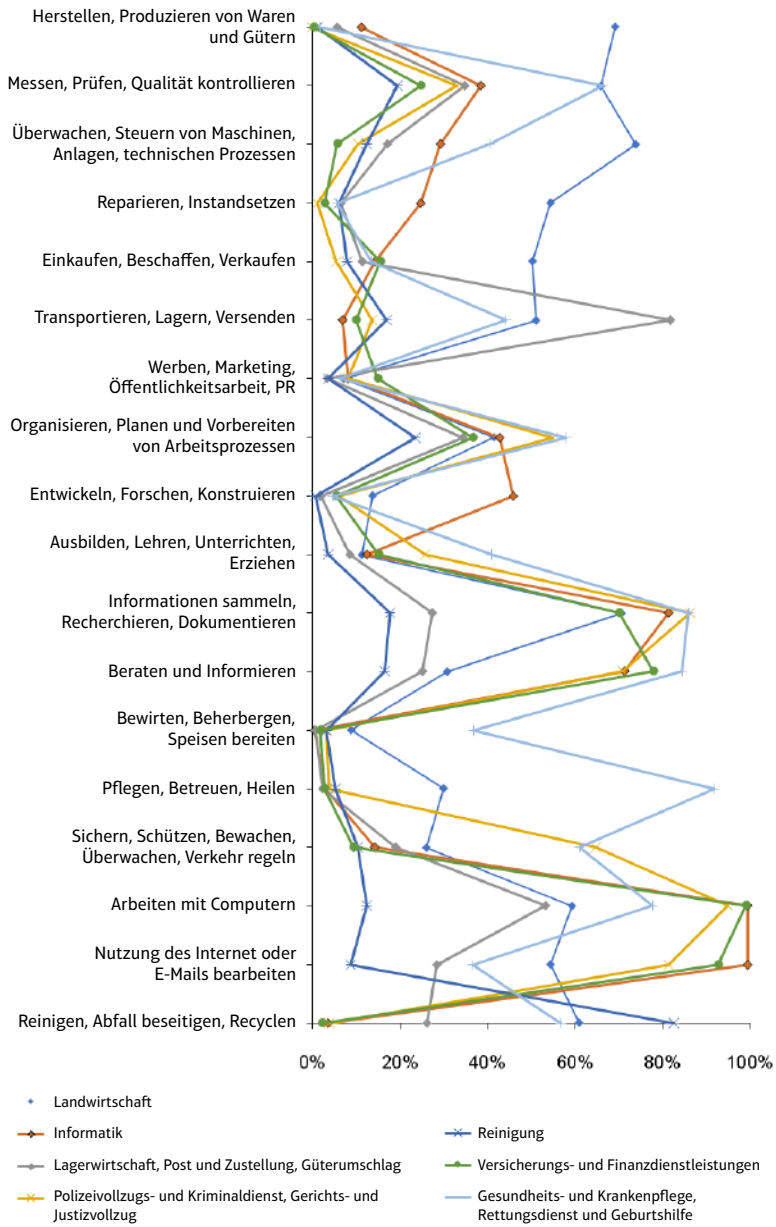 Herstellen, Produzieren von Waren
und Gütern
Messen, Prüfen, Qualität kontrollieren
Überwachen, Steuern von Maschinen,
Anlagen, technischen Prozessen
Reparieren, Instandsetzen
Einkaufen, Beschaffen, Verkaufen
Transportieren, Lagern, Versenden
Werben, Marketing,
Öffentlichkeitsarbeit, PR
Organisieren, Planen und Vorbereiten
von Arbeitsprozessen
Entwickeln, Forschen, Konstruieren
Ausbilden, Lehren, Unterrichten,
Erziehen
Informationen sammeln,
Recherchieren, Dokumentieren
Beraten und Informieren
Bewirten, Beherbergen,
Speisen bereiten
Pflegen, Betreuen, Heilen
Sichern, Schützen, Bewachen,
Überwachen, Verkehr regeln
Arbeiten mit Computern
Nutzung des Internet oder
E-Mails bearbeiten
Reinigen, Abfall beseitigen, Recyclen
0% 20% 40% 60% 80% 100%
Landwirtschaft
Informatik
Reinigung
Lagerwirtschaft, Post und Zustellung, Güterumschlag
Versicherungs- und Finanzdienstleistungen
Polizeivollzugs- und Kriminaldienst, Gerichts- und
Justizvollzug
Gesundheits- und Krankenpflege,
Rettungsdienst und Geburtshilfe